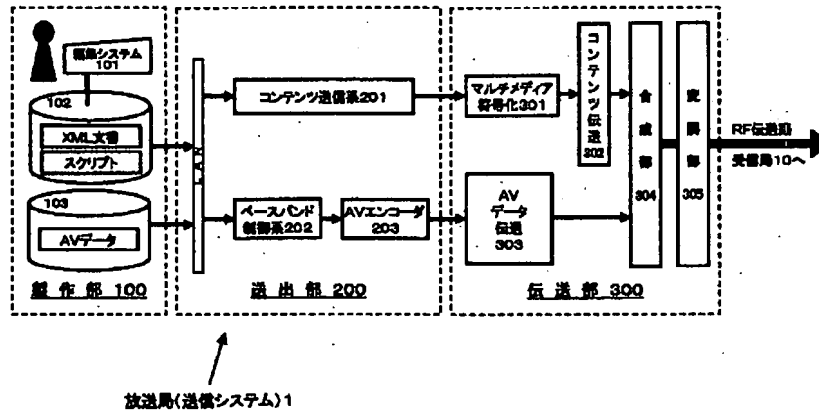 編集システム
101
102
XML文書
スクリプト
103
AVデータ
製作部 100
LAN
コンテンツ送信系201
ベースバンド
制御系202
AVエンコーダ
203
送出部 200
マルチメディア
符号化301
コンテンツ伝送
302
AV
データ
伝送
303
合成部
304
変調部
305
伝送部 300
RF伝送路
受信局10へ
放送局(送信システム)1